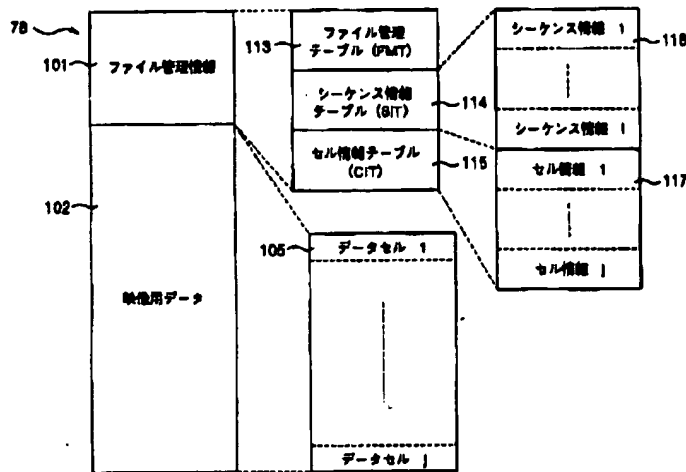 78
101
ファイル管理情報
102
映像用データ
113
ファイル管理
テーブル (FMT)
シーケンス情報
テーブル (SIT)
114
セル情報テーブル
(CIT)
115
シーケンス情報 1
118
シーケンス情報 i
セル情報 1
117
セル情報 j
105
データセル 1
データセル j